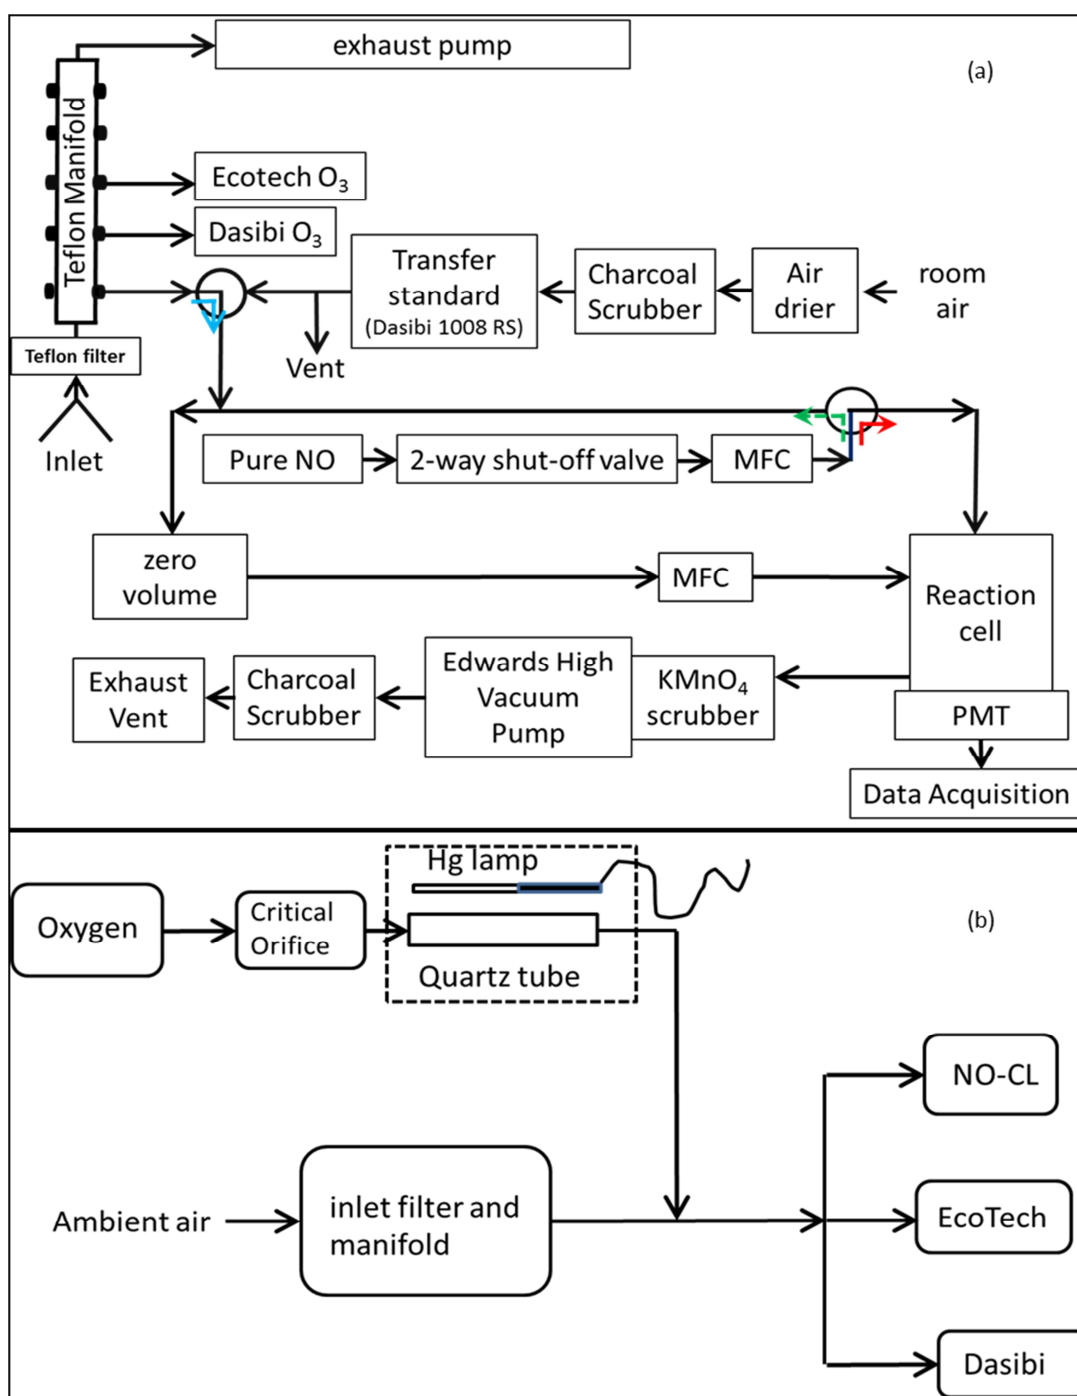 exhaust pump
(a)
Teflon Manifold
Ecotech O₃
Dasibi O₃
Transfer
standard
(Dasibi 1008 RS)
Charcoal
Scrubber
Air
drier
room
air
Teflon filter
Vent
Inlet
Pure NO
2-way shut-off valve
MFC
zero
volume
MFC
Reaction
cell
Exhaust
Vent
Charcoal
Scrubber
Edwards High
Vacuum
Pump
KMnO₄
scrubber
PMT
Data Acquisition
Hg lamp
(b)
Oxygen
Critical
Orifice
Quartz tube
NO-CL
Ambient air
inlet filter and
manifold
EcoTech
Dasibi